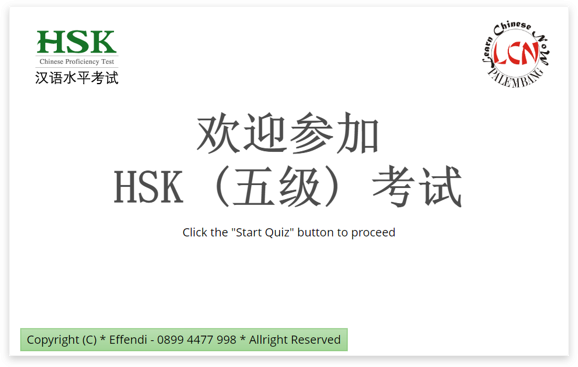 HSK
Chinese Proficiency Test
汉语水平考试
Learn Chinese NoW
LCN
PALEMBANG
欢迎参加
HSK（五级）考试
Click the "Start Quiz" button to proceed
Copyright (C) * Effendi - 0899 4477 998 * Allright Reserved